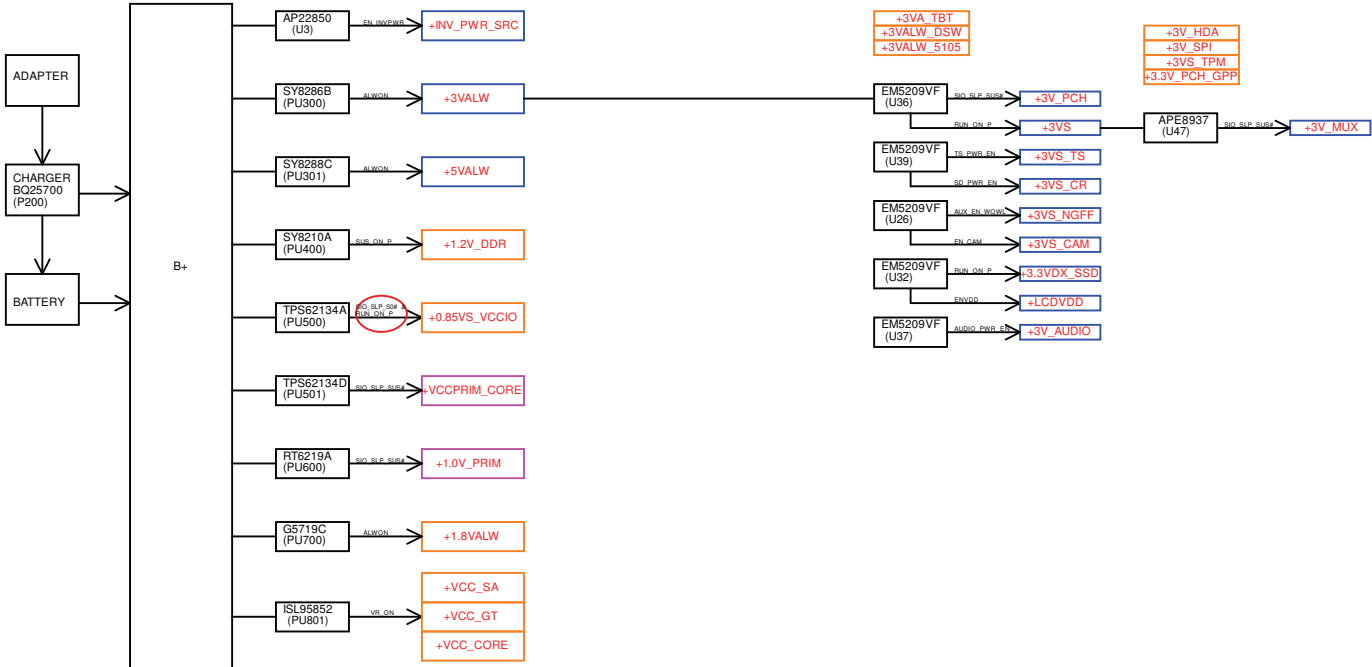 ADAPTER
CHARGER
BQ25700
(P200)
BATTERY
B+
AP22850
(U3)
EN_INVPWR
+INV_PWR_SRC
SY8286B
(PU300)
ALWON
+3VALW
SY8288C
(PU301)
ALWON
+5VALW
SY8210A
(PU400)
SUS_ON_P
+1.2V_DDR
TPS62134A
(PU500)
SIO_SLP_S0# &
RUN_ON_P
+0.85VS_VCCIO
TPS62134D
(PU501)
SIO_SLP_SUS#
+VCCPRIM_CORE
RT6219A
(PU600)
SIO_SLP_SUS#
+1.0V_PRIM
G5719C
(PU700)
ALWON
+1.8VALW
ISL95852
(PU801)
VR_ON
+VCC_SA
+VCC_GT
+VCC_CORE
+3VA_TBT
+3VALW_DSW
+3VALW_5105
EM5209VF
(U36)
SIO_SLP_SUS#
+3V_PCH
RUN_ON_P
+3VS
EM5209VF
(U39)
TS_PWR_EN
+3VS_TS
SD_PWR_EN
+3VS_CR
EM5209VF
(U26)
AUX_EN_WOWL
+3VS_NGFF
EN_CAM
+3VS_CAM
EM5209VF
(U32)
RUN_ON_P
+3.3VDX_SSD
ENVDD
+LCDVDD
EM5209VF
(U37)
AUDIO_PWR_EN
+3V_AUDIO
+3V_HDA
+3V_SPI
+3VS_TPM
+3.3V_PCH_GPP
APE8937
(U47)
SIO_SLP_SUS#
+3V_MUX